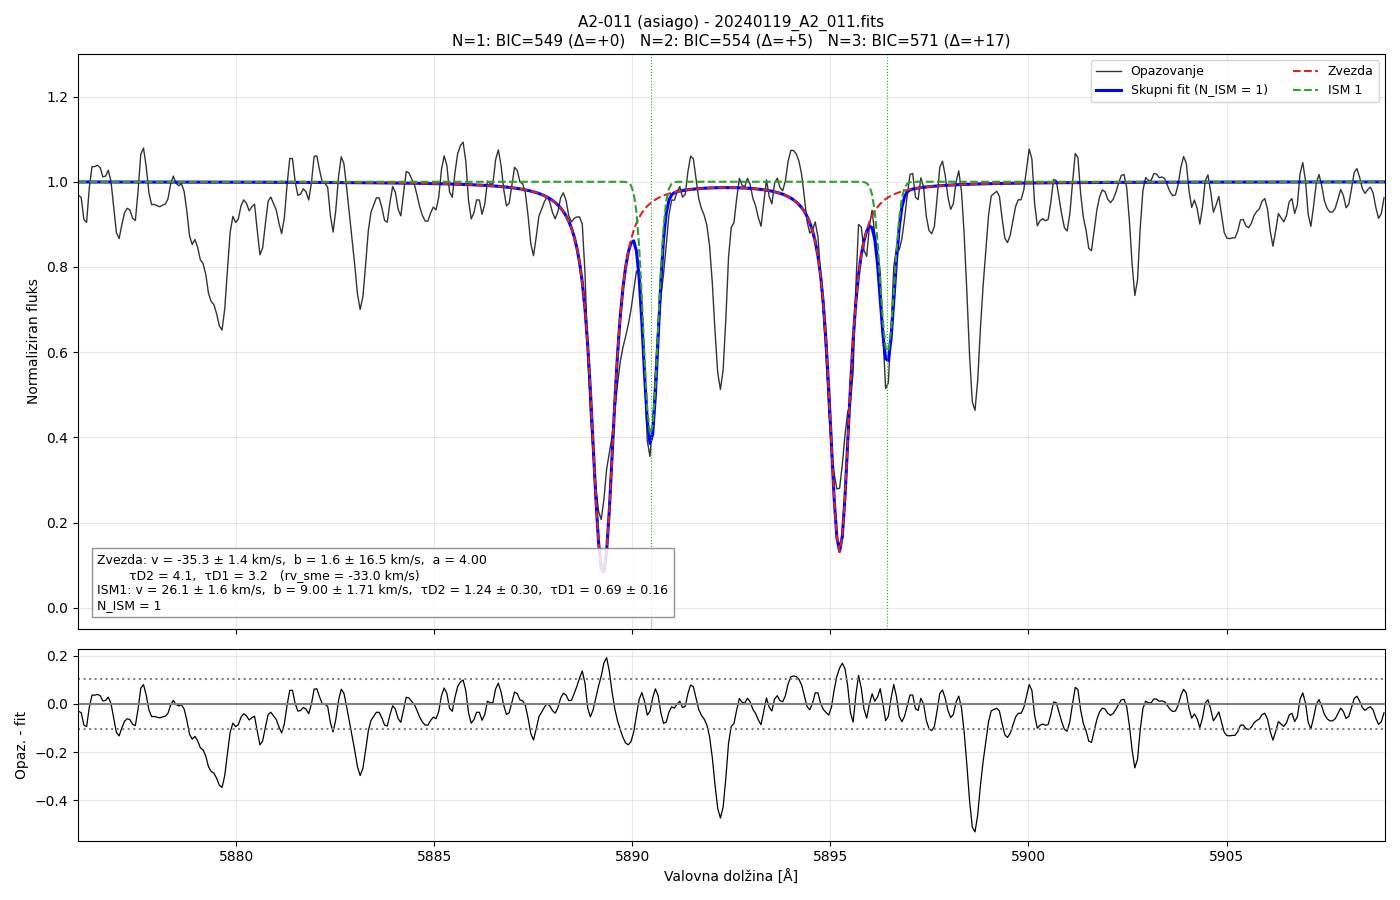 A2-011 (asiago) - 20240119_A2_011.fits
N=1: BIC=549 (Δ=+0)   N=2: BIC=554 (Δ=+5)   N=3: BIC=571 (Δ=+17)
Opazovanje
Skupni fit (N_ISM = 1)
Zvezda
ISM 1
Normaliziran fluks
1.2
1.0
0.8
0.6
0.4
0.2
0.0
Zvezda: v = -35.3 ± 1.4 km/s,  b = 1.6 ± 16.5 km/s,  a = 4.00
τD2 = 4.1,  τD1 = 3.2   (rv_sme = -33.0 km/s)
ISM1: v = 26.1 ± 1.6 km/s,  b = 9.00 ± 1.71 km/s,  τD2 = 1.24 ± 0.30,  τD1 = 0.69 ± 0.16
N_ISM = 1
Opaz. - fit
0.2
0.0
−0.2
−0.4
5880
5885
5890
5895
5900
5905
Valovna dolžina [Å]